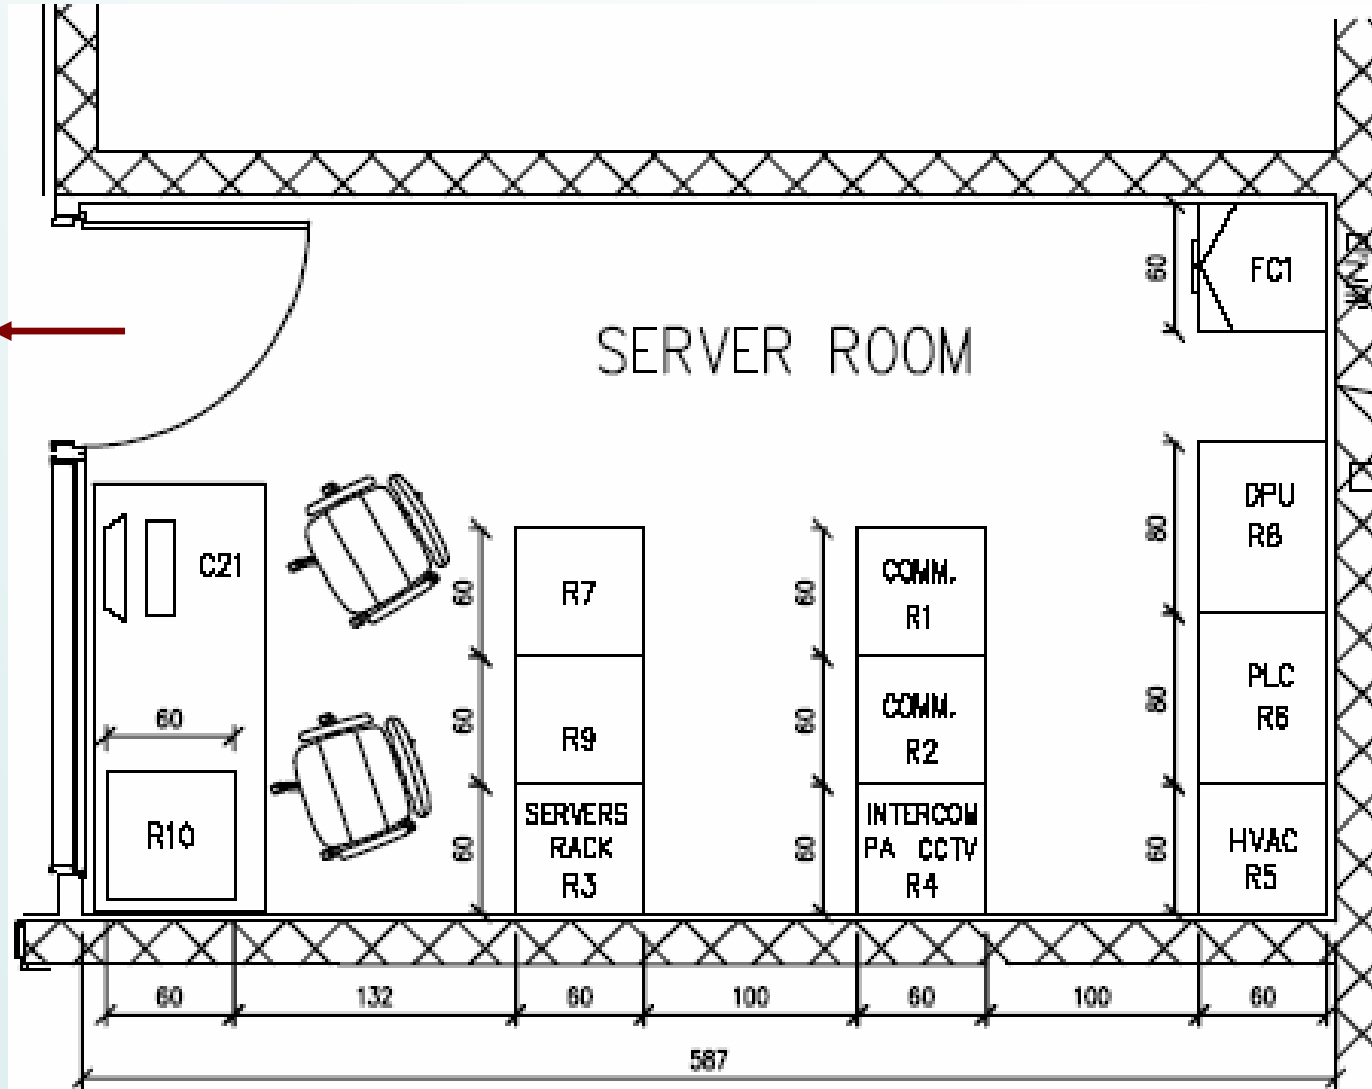 FC1
60
SERVER ROOM
DPU
R8
80
C21
R7
60
COMM.
R1
60
PLC
R6
80
60
R9
60
COMM.
R2
60
R10
SERVERS
RACK
R3
60
INTERCOM
PA CCTV
R4
60
HVAC
R5
60
60
132
60
100
60
100
60
587